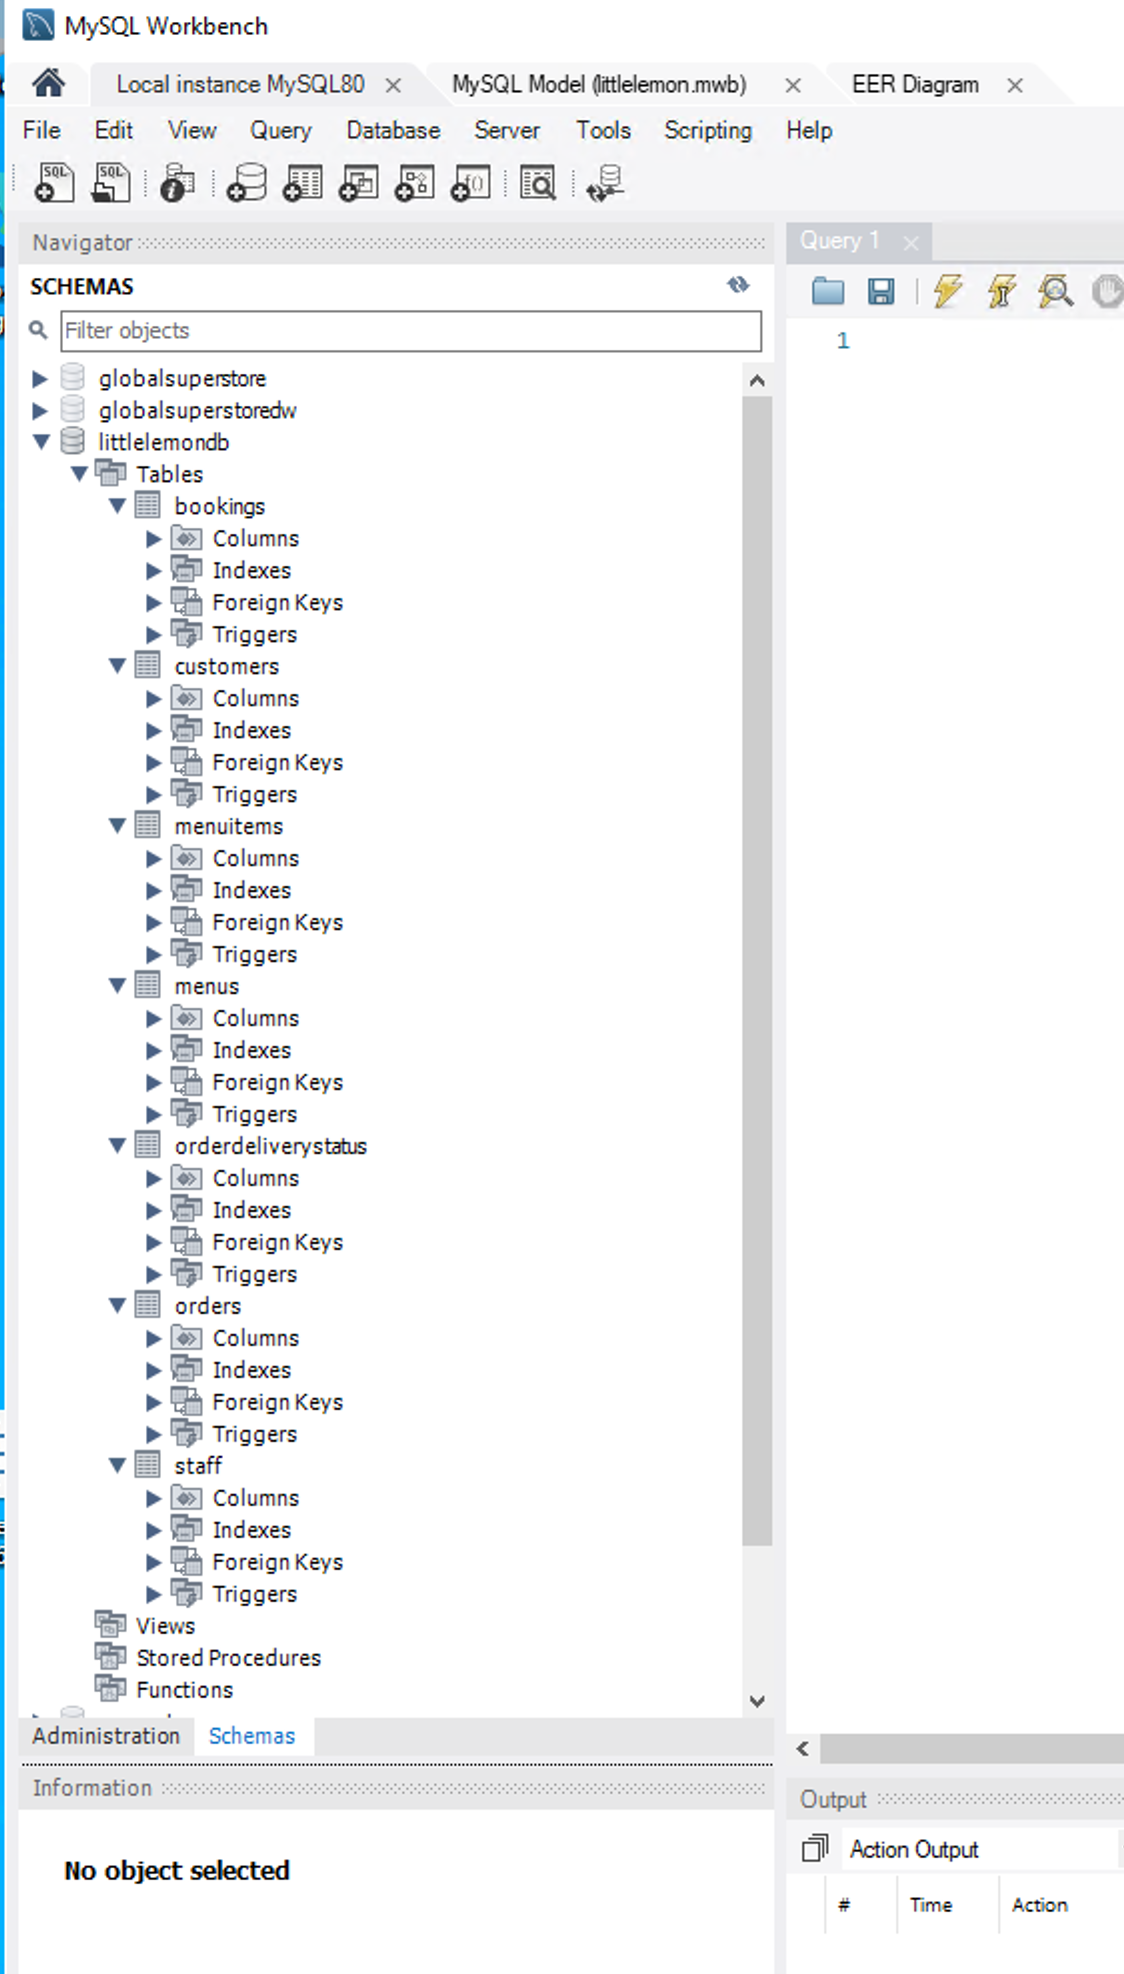 MySQL Workbench
Local instance MySQL80
MySQL Model (littlelemon.mwb)
EER Diagram
File Edit View Query Database Server Tools Scripting Help
Navigator
SCHEMAS
Filter objects
globalsuperstore
globalsuperstoredw
littlelemondb
Tables
bookings
Columns
Indexes
Foreign Keys
Triggers
customers
Columns
Indexes
Foreign Keys
Triggers
menuitems
Columns
Indexes
Foreign Keys
Triggers
menus
Columns
Indexes
Foreign Keys
Triggers
orderdeliverystatus
Columns
Indexes
Foreign Keys
Triggers
orders
Columns
Indexes
Foreign Keys
Triggers
staff
Columns
Indexes
Foreign Keys
Triggers
Views
Stored Procedures
Functions
Administration Schemas
Information
No object selected
Query 1
1
Output
Action Output
# Time Action